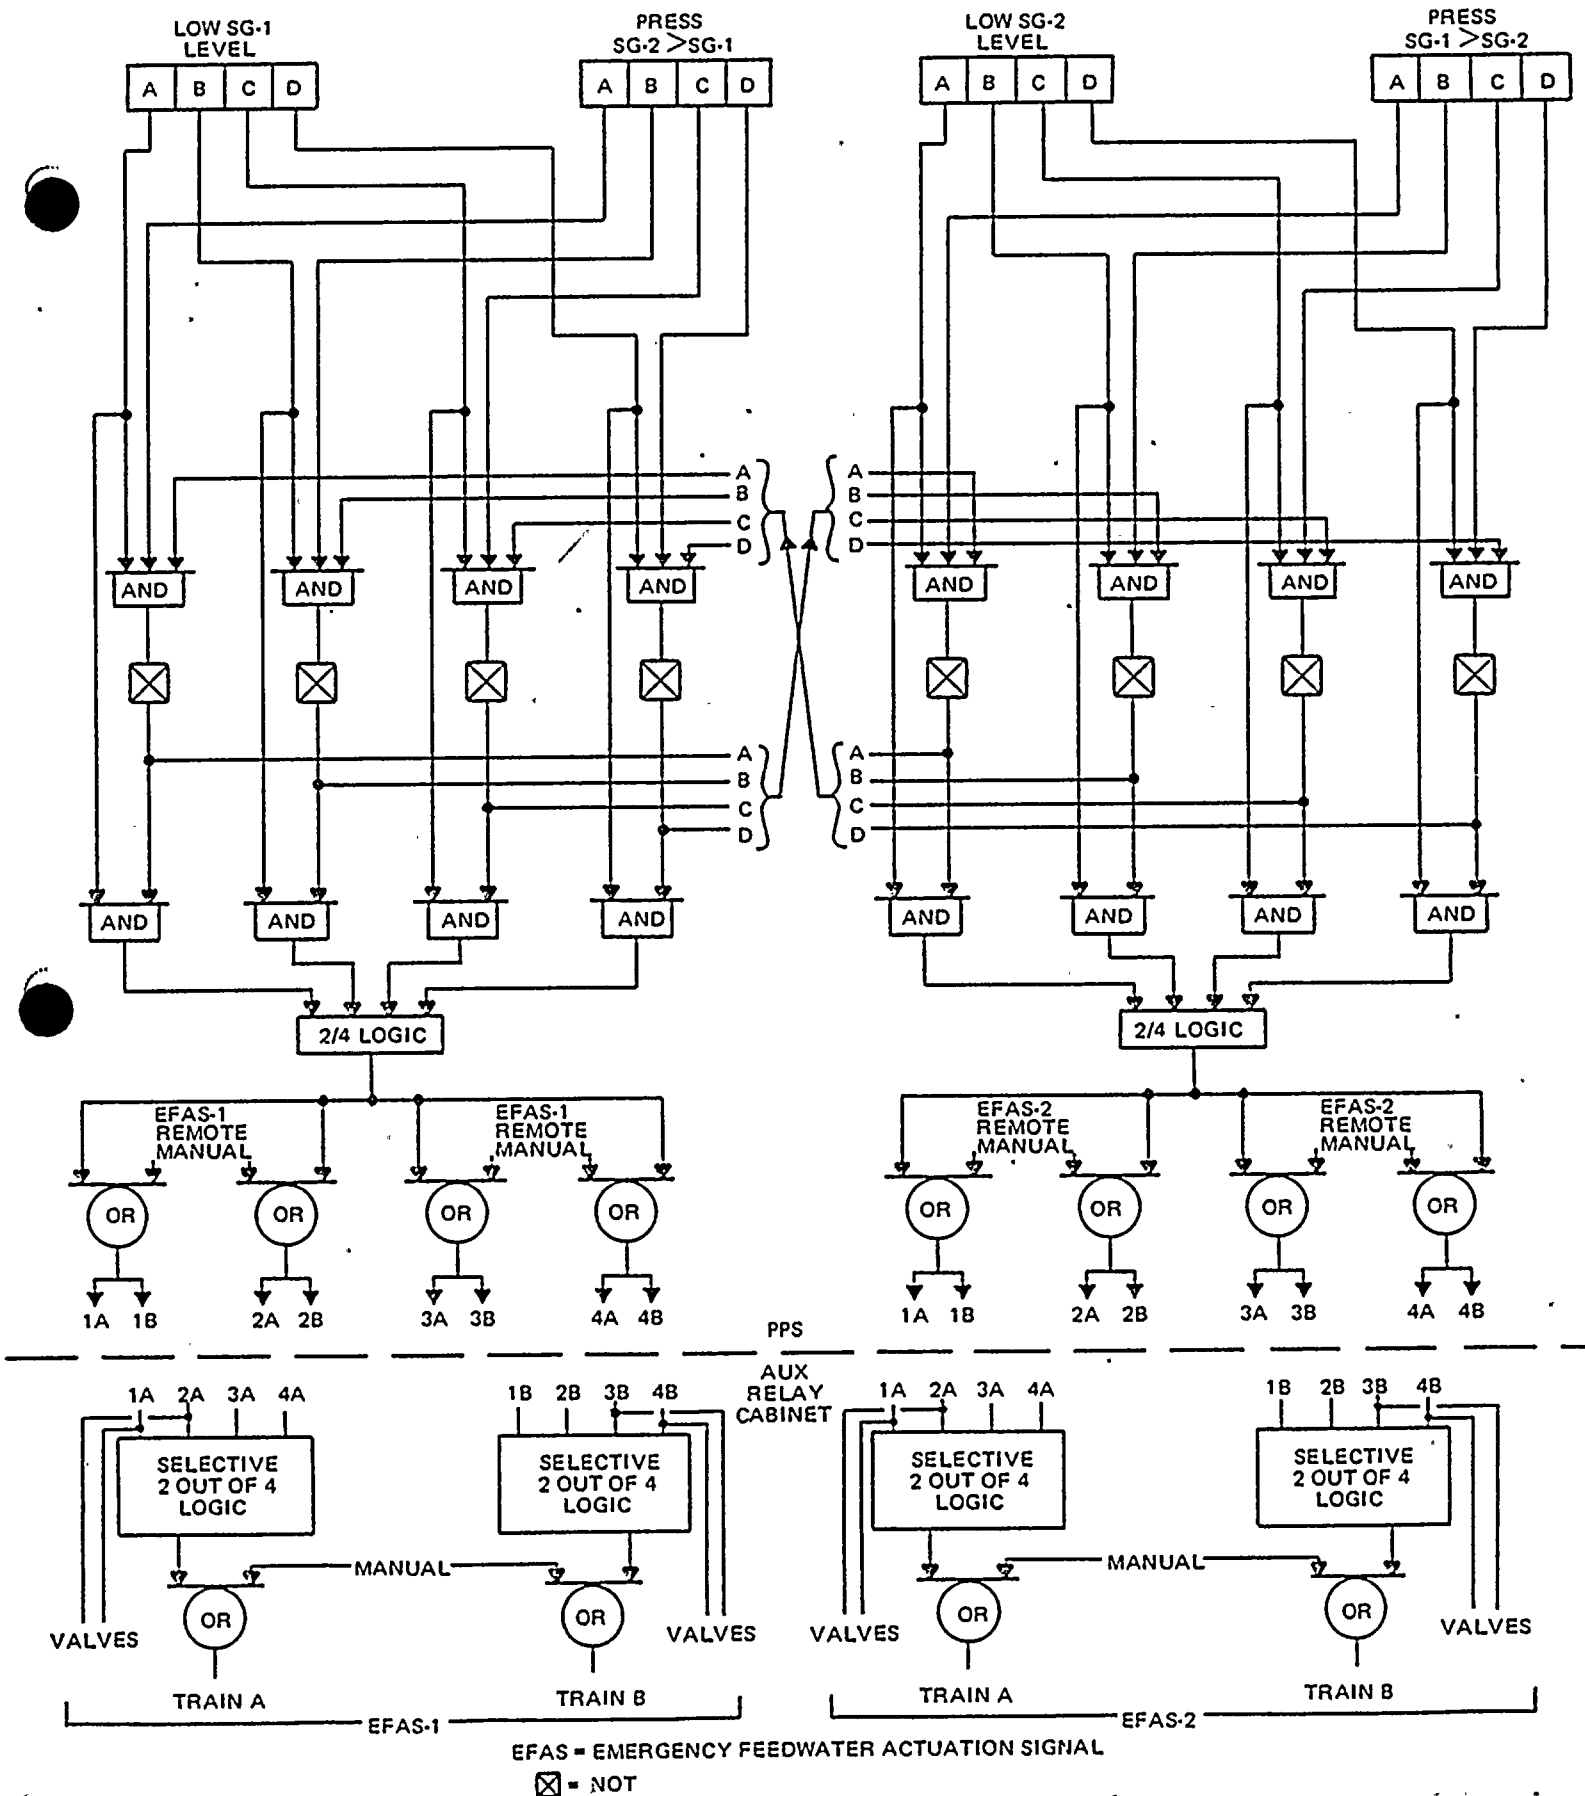 LOW SG-1
LEVEL
PRESS
SG-2 >SG-1
LOW SG-2
LEVEL
PRESS
SG-1 >SG-2
A B C D
A B C D
A B C D
A B C D
A
B
C
D
A
B
C
D
AND AND AND AND
AND AND AND AND
A
B
C
D
A
B
C
D
AND AND AND AND
AND AND AND AND
2/4 LOGIC
2/4 LOGIC
EFAS-1
REMOTE
MANUAL
EFAS-1
REMOTE
MANUAL
EFAS-2
REMOTE
MANUAL
EFAS-2
REMOTE
MANUAL
OR OR OR OR
OR OR OR OR
1A 1B 2A 2B 3A 3B 4A 4B
1A 1B 2A 2B 3A 3B 4A 4B
PPS
AUX
RELAY
CABINET
1A 2A 3A 4A
1B 2B 3B 4B
1A 2A 3A 4A
1B 2B 3B 4B
SELECTIVE
2 OUT OF 4
LOGIC
SELECTIVE
2 OUT OF 4
LOGIC
SELECTIVE
2 OUT OF 4
LOGIC
SELECTIVE
2 OUT OF 4
LOGIC
MANUAL
MANUAL
OR OR
OR OR
VALVES
VALVES
VALVES
VALVES
TRAIN A
TRAIN B
TRAIN A
TRAIN B
EFAS-1
EFAS-2
EFAS = EMERGENCY FEEDWATER ACTUATION SIGNAL
= NOT